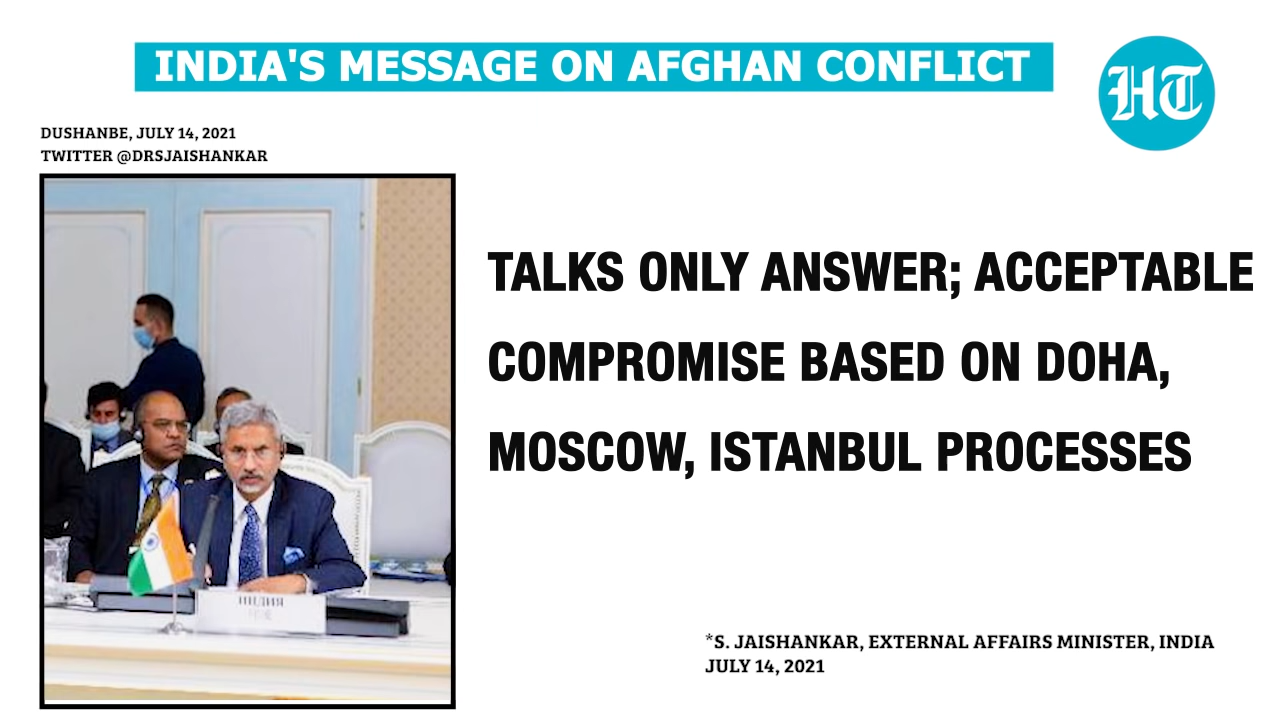 INDIA'S MESSAGE ON AFGHAN CONFLICT
HT
DUSHANBE, JULY 14, 2021
TWITTER @DRSJAISHANKAR
TALKS ONLY ANSWER; ACCEPTABLE
COMPROMISE BASED ON DOHA,
MOSCOW, ISTANBUL PROCESSES
ИНДИЯ
*S. JAISHANKAR, EXTERNAL AFFAIRS MINISTER, INDIA
JULY 14, 2021